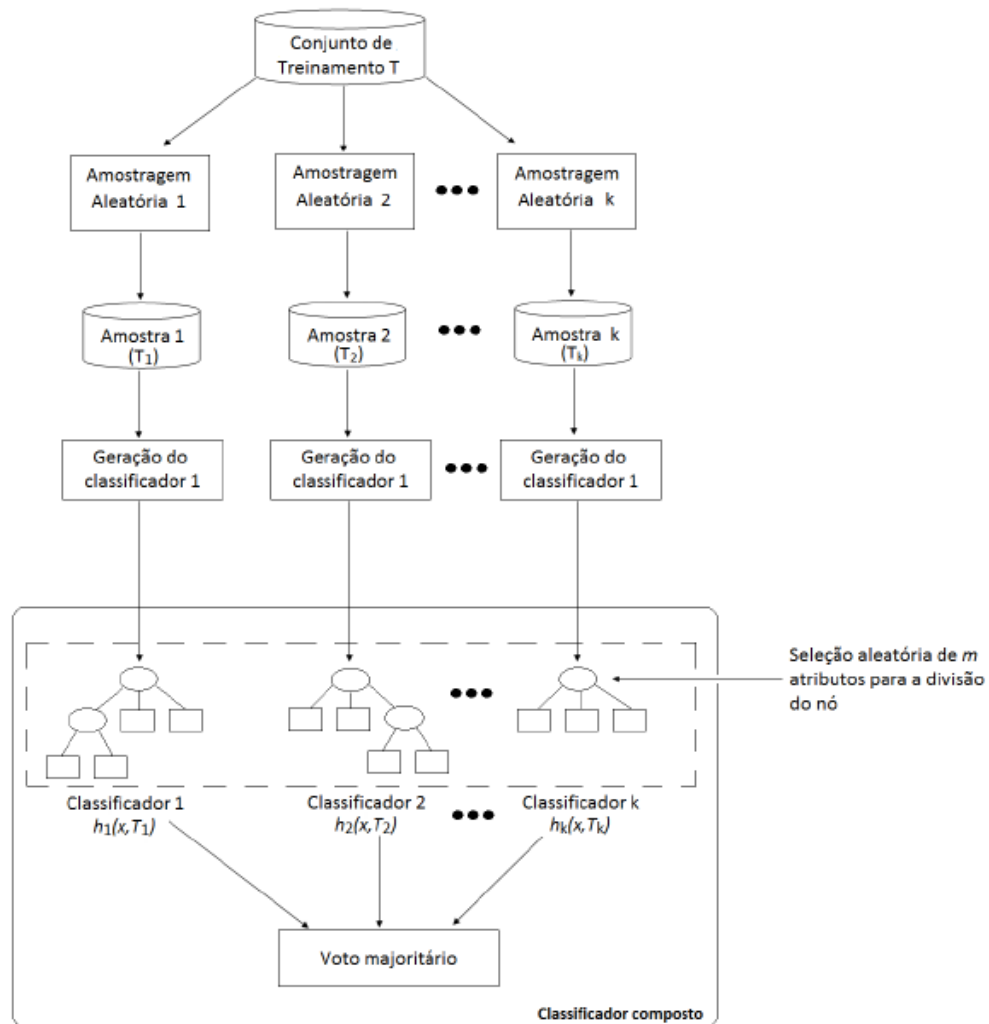 Conjunto de
Treinamento T
Amostragem
Aleatória 1
Amostragem
Aleatória 2
Amostragem
Aleatória k
Amostra 1
(T₁)
Amostra 2
(T₂)
Amostra k
(Tₖ)
Geração do
classificador 1
Geração do
classificador 1
Geração do
classificador 1
Seleção aleatória de m
atributos para a divisão
do nó
Classificador 1
h₁(x,T₁)
Classificador 2
h₂(x,T₂)
Classificador k
hₖ(x,Tₖ)
Voto majoritário
Classificador composto